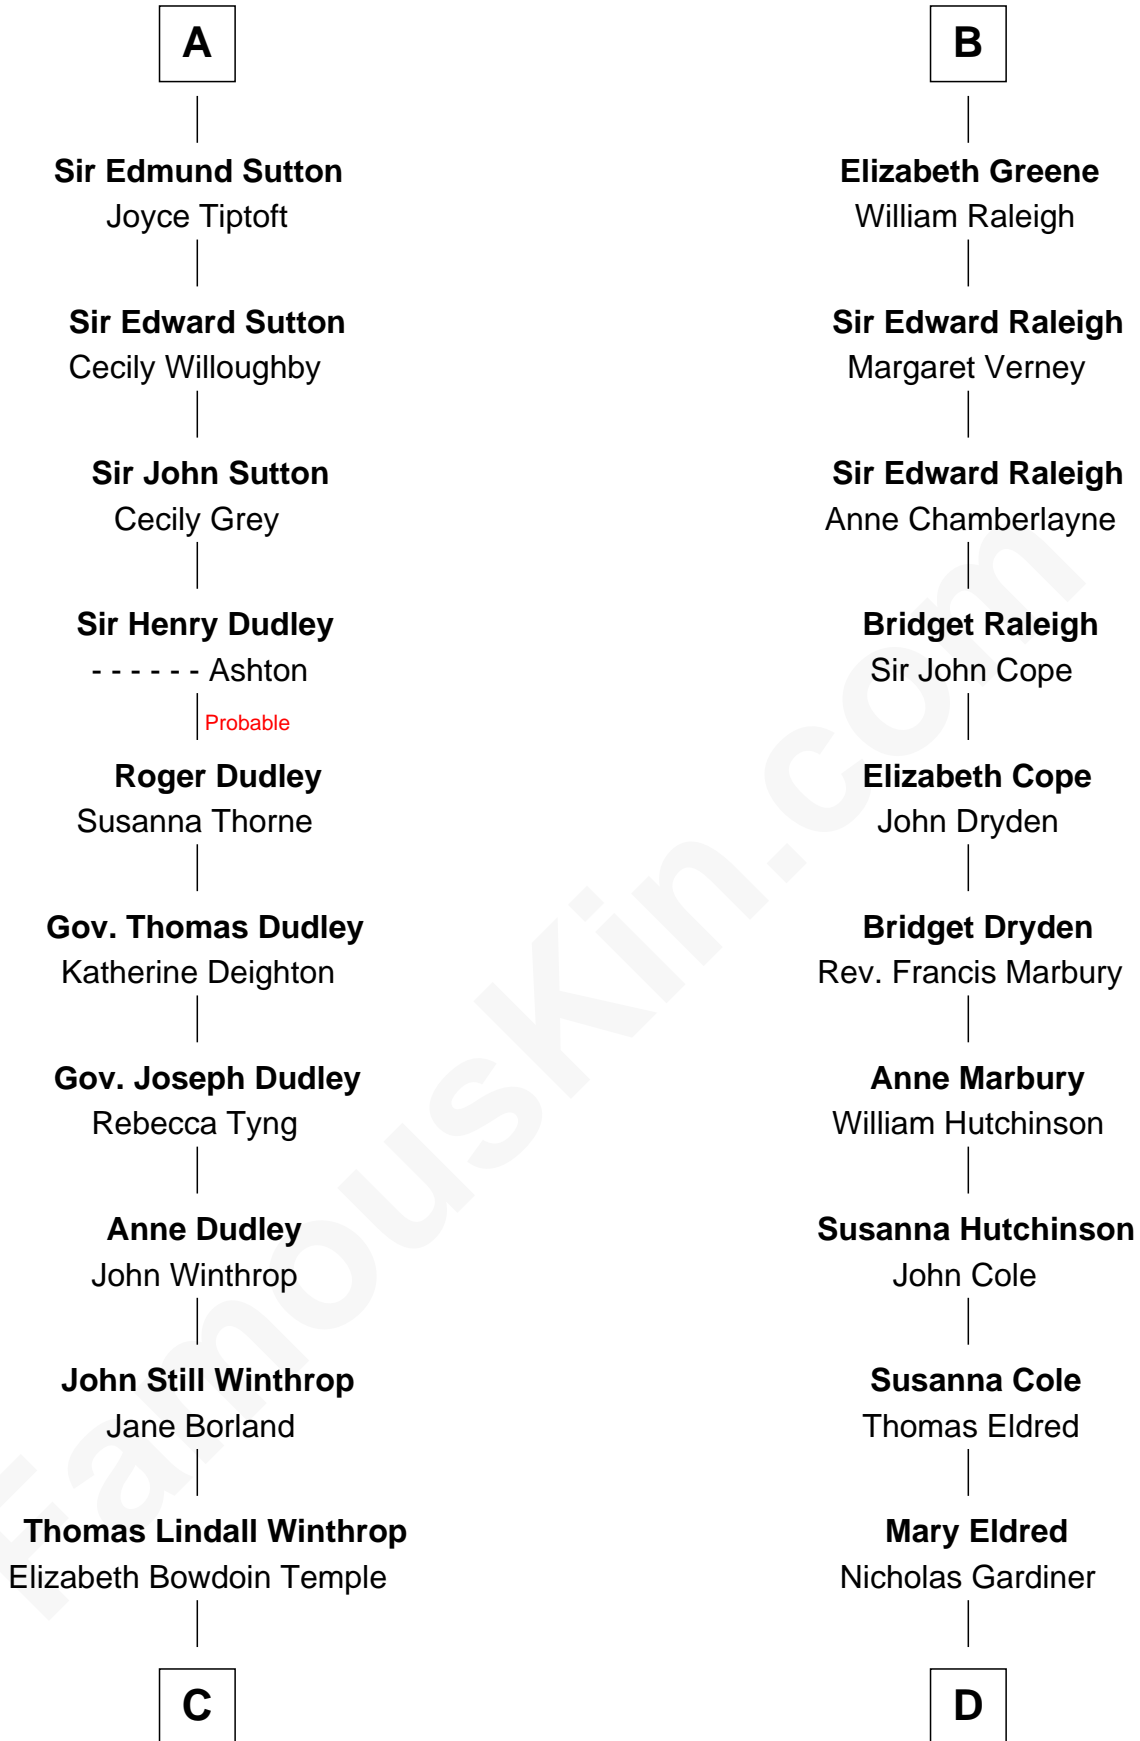 A
Sir Edmund Sutton
Joyce Tiptoft
Sir Edward Sutton
Cecily Willoughby
Sir John Sutton
Cecily Grey
Sir Henry Dudley
- - - - - - Ashton
Probable
Roger Dudley
Susanna Thorne
Gov. Thomas Dudley
Katherine Deighton
Gov. Joseph Dudley
Rebecca Tyng
Anne Dudley
John Winthrop
John Still Winthrop
Jane Borland
Thomas Lindall Winthrop
Elizabeth Bowdoin Temple
C
B
Elizabeth Greene
William Raleigh
Sir Edward Raleigh
Margaret Verney
Sir Edward Raleigh
Anne Chamberlayne
Bridget Raleigh
Sir John Cope
Elizabeth Cope
John Dryden
Bridget Dryden
Rev. Francis Marbury
Anne Marbury
William Hutchinson
Susanna Hutchinson
John Cole
Susanna Cole
Thomas Eldred
Mary Eldred
Nicholas Gardiner
D
FamousKin.com